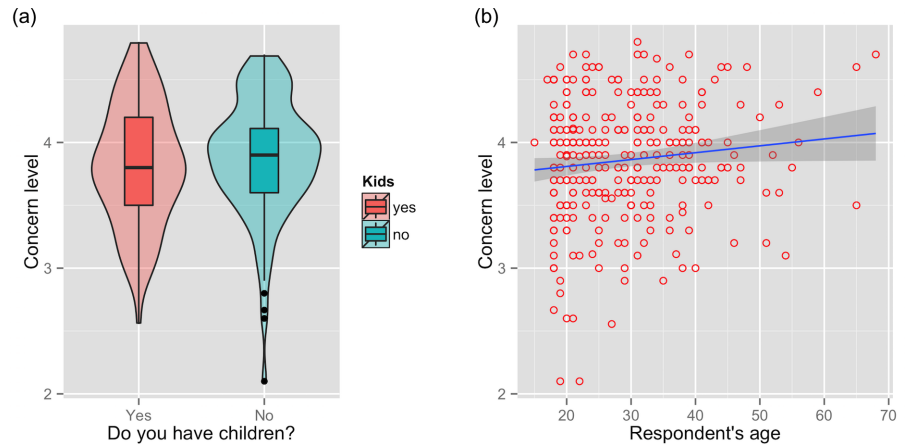 (a)
Concern level
4
3
2
Yes
No
Do you have children?
Kids
yes
no
(b)
Concern level
4
3
2
20
30
40
50
60
70
Respondent's age